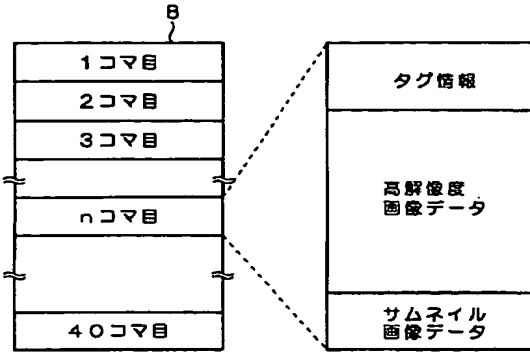 B
1コマ目
2コマ目
3コマ目
nコマ目
40コマ目
タグ情報
高解像度
画像データ
サムネイル
画像データ